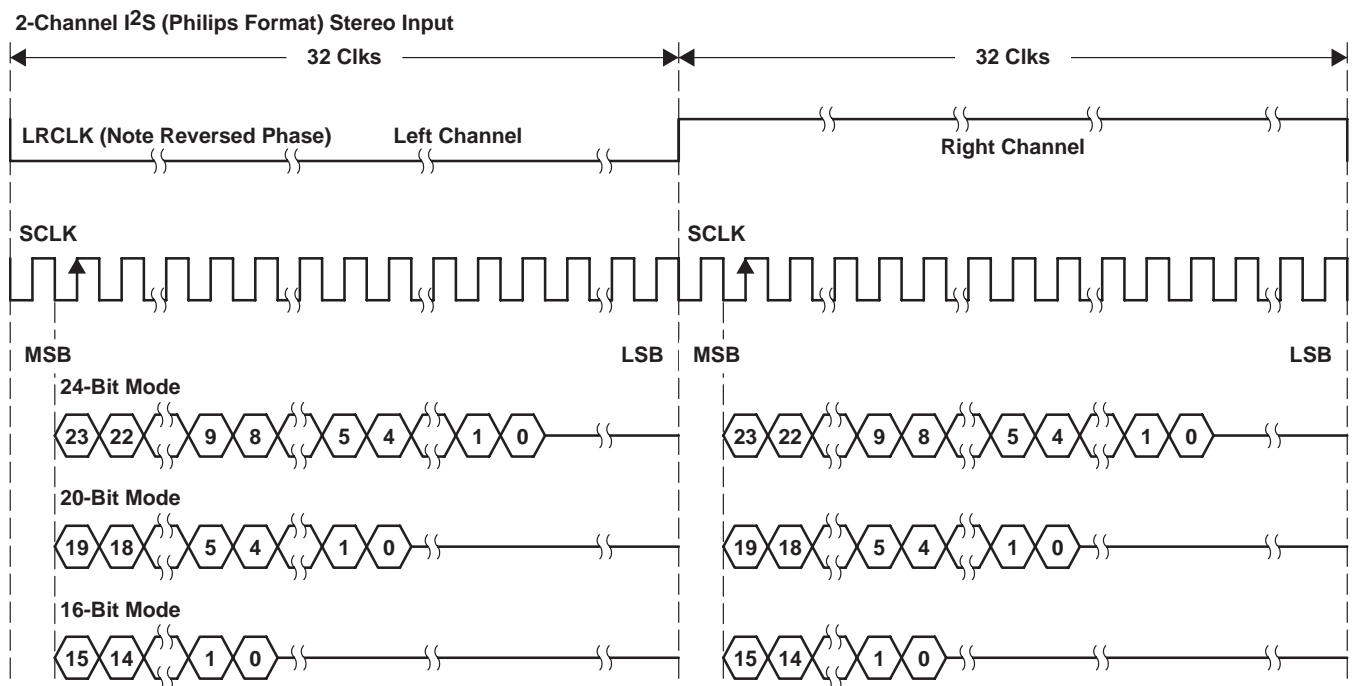 2-Channel I2S (Philips Format) Stereo Input
32 Clks 32 Clks
LRCLK (Note Reversed Phase) Left Channel
Right Channel
SCLK SCLK
MSB LSB MSB LSB
24-Bit Mode
23 22 9 8 5 4 1 0 23 22 9 8 5 4 1 0
20-Bit Mode
19 18 5 4 1 0 19 18 5 4 1 0
16-Bit Mode
15 14 1 0 15 14 1 0